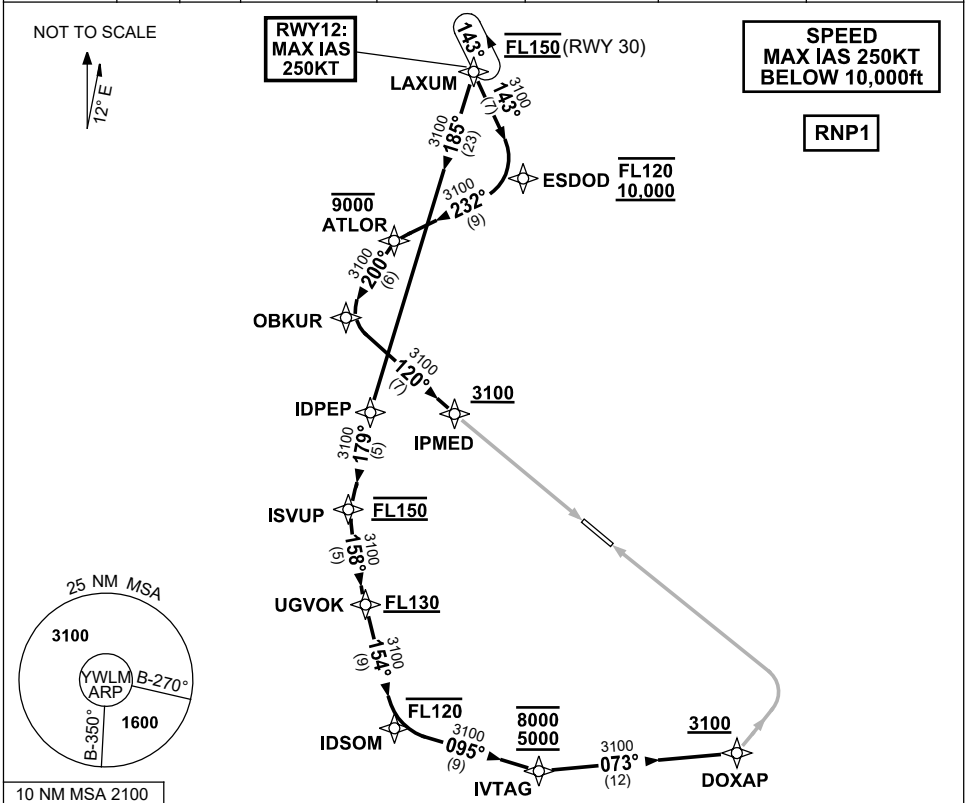 NOT TO SCALE
12° E
RWY12:
MAX IAS
250KT
143°
FL150 (RWY 30)
LAXUM
SPEED
MAX IAS 250KT
BELOW 10,000ft
RNP1
3100
143°
(7)
3100
185°
(23)
ESDOD
FL120
10,000
3100
232°
(9)
9000
ATLOR
3100
200°
(6)
OBKUR
3100
120°
(7)
3100
IPMED
IDPEP
3100
179°
(5)
ISVUP
FL150
3100
158°
(5)
UGVOK
FL130
3100
154°
(9)
IDSOM
FL120
3100
095°
(9)
8000
5000
IVTAG
3100
073°
(12)
3100
DOXAP
25 NM MSA
3100
YWLM
ARP
B-270°
B-350°
1600
10 NM MSA 2100